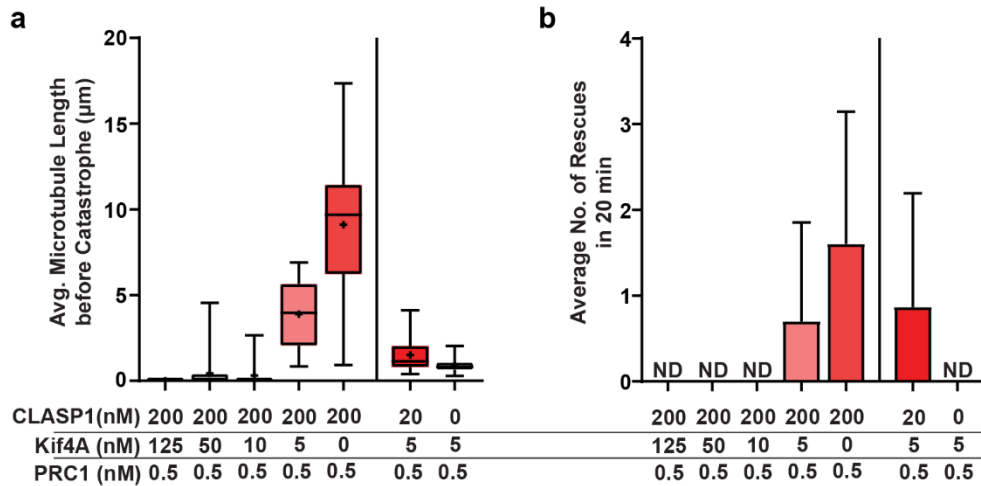 a
b
Avg. Microtubule Length
before Catastrophe (µm)
20
15
10
5
0
Average No. of Rescues
in 20 min
4
3
2
1
0
ND ND ND ND
CLASP1(nM) 200 200 200 200 200 20 0 200 200 200 200 200 20 0
Kif4A (nM) 125 50 10 5 0 5 5 125 50 10 5 0 5 5
PRC1 (nM) 0.5 0.5 0.5 0.5 0.5 0.5 0.5 0.5 0.5 0.5 0.5 0.5 0.5 0.5